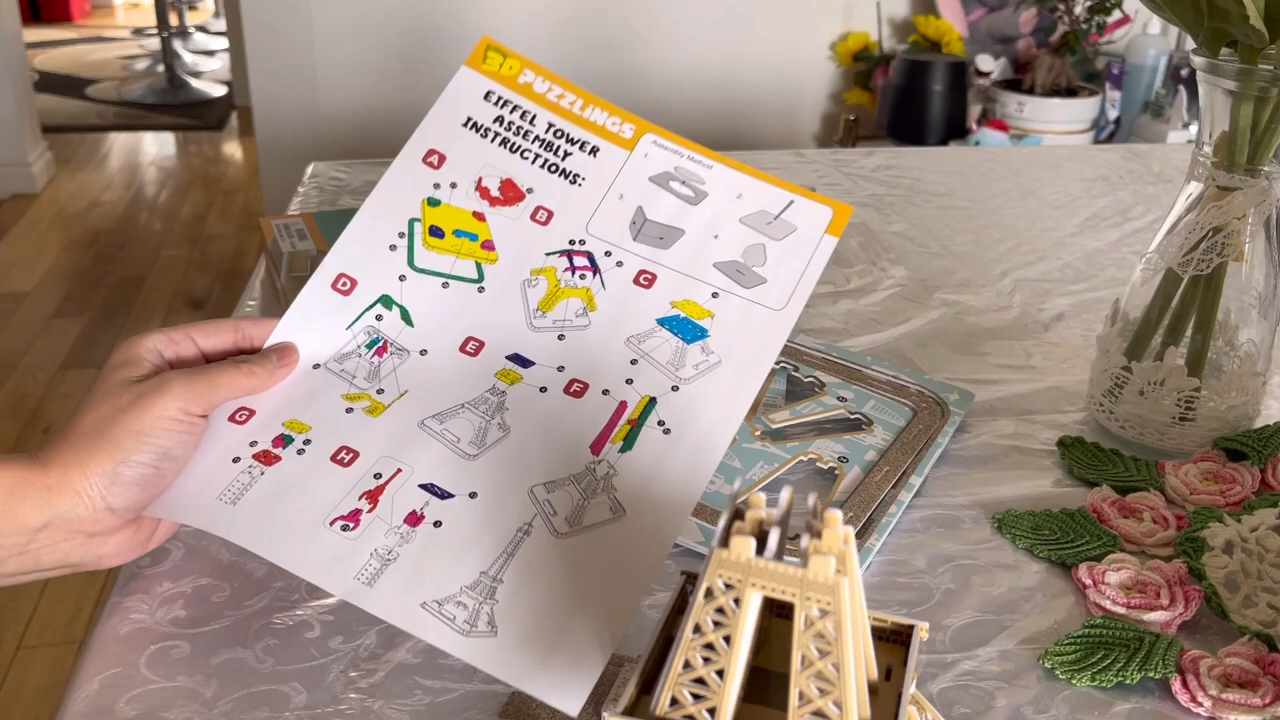 3D PUZZLINGS
EIFFEL TOWER
ASSEMBLY
INSTRUCTIONS:
Assembly Method
1
2
3
4
A
B
C
D
E
F
G
H